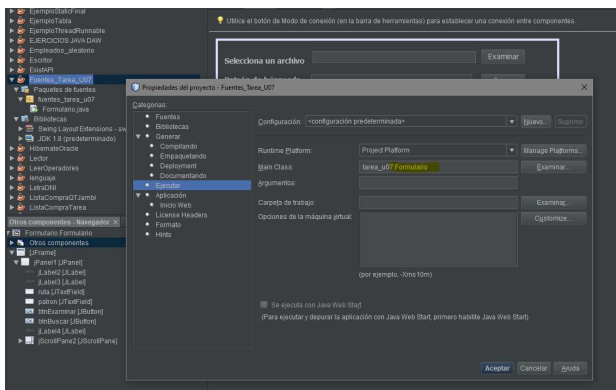 EjemploStaticFinal
EjemploTabla
EjemploThreadRunnable
EJERCICIOS JAVA DAW
Empleados_aleatorio
Escritor
ExistAPI
Fuentes_Tarea_U07
Paquetes de fuentes
fuentes_tarea_u07
Formulario.java
Bibliotecas
Swing Layout Extensions - sw
JDK 1.8 (predeterminado)
HibernateOracle
Lector
LeerOperadores
lenguaje
LetraDNI
ListaCompraQTJambi
ListaCompraTarea
Otros componentes - Navegador
Formulario Formulario
Otros componentes
[JFrame]
jPanel1 [JPanel]
jLabel2 [JLabel]
jLabel3 [JLabel]
ruta [JTextField]
patron [JTextField]
btnExaminar [JButton]
btnBuscar [JButton]
jLabel4 [JLabel]
jScrollPane2 [JScrollPane]
Utilice el botón de Modo de conexión (en la barra de herramientas) para establecer una conexión entre componentes.
Selecciona un archivo
Examinar
Propiedades del proyecto - Fuentes_Tarea_U07
Categorías:
Fuentes
Bibliotecas
Generar
Compilando
Empaquetando
Deployment
Documentando
Ejecutar
Aplicación
Inicio Web
License Headers
Formato
Hints
Configuración: <configuración predeterminada> Nuevo... Suprimir
Runtime Platform: Project Platform Manage Platforms...
Main Class: tarea_u07.Formulario Examinar...
Argumentos:
Carpeta de trabajo: Examinar...
Opciones de la máquina virtual: Customize...
(por ejemplo, -Xms10m)
Se ejecuta con Java Web Start
(Para ejecutar y depurar la aplicación con Java Web Start, primero habilite Java Web Start)
Aceptar Cancelar Ayuda